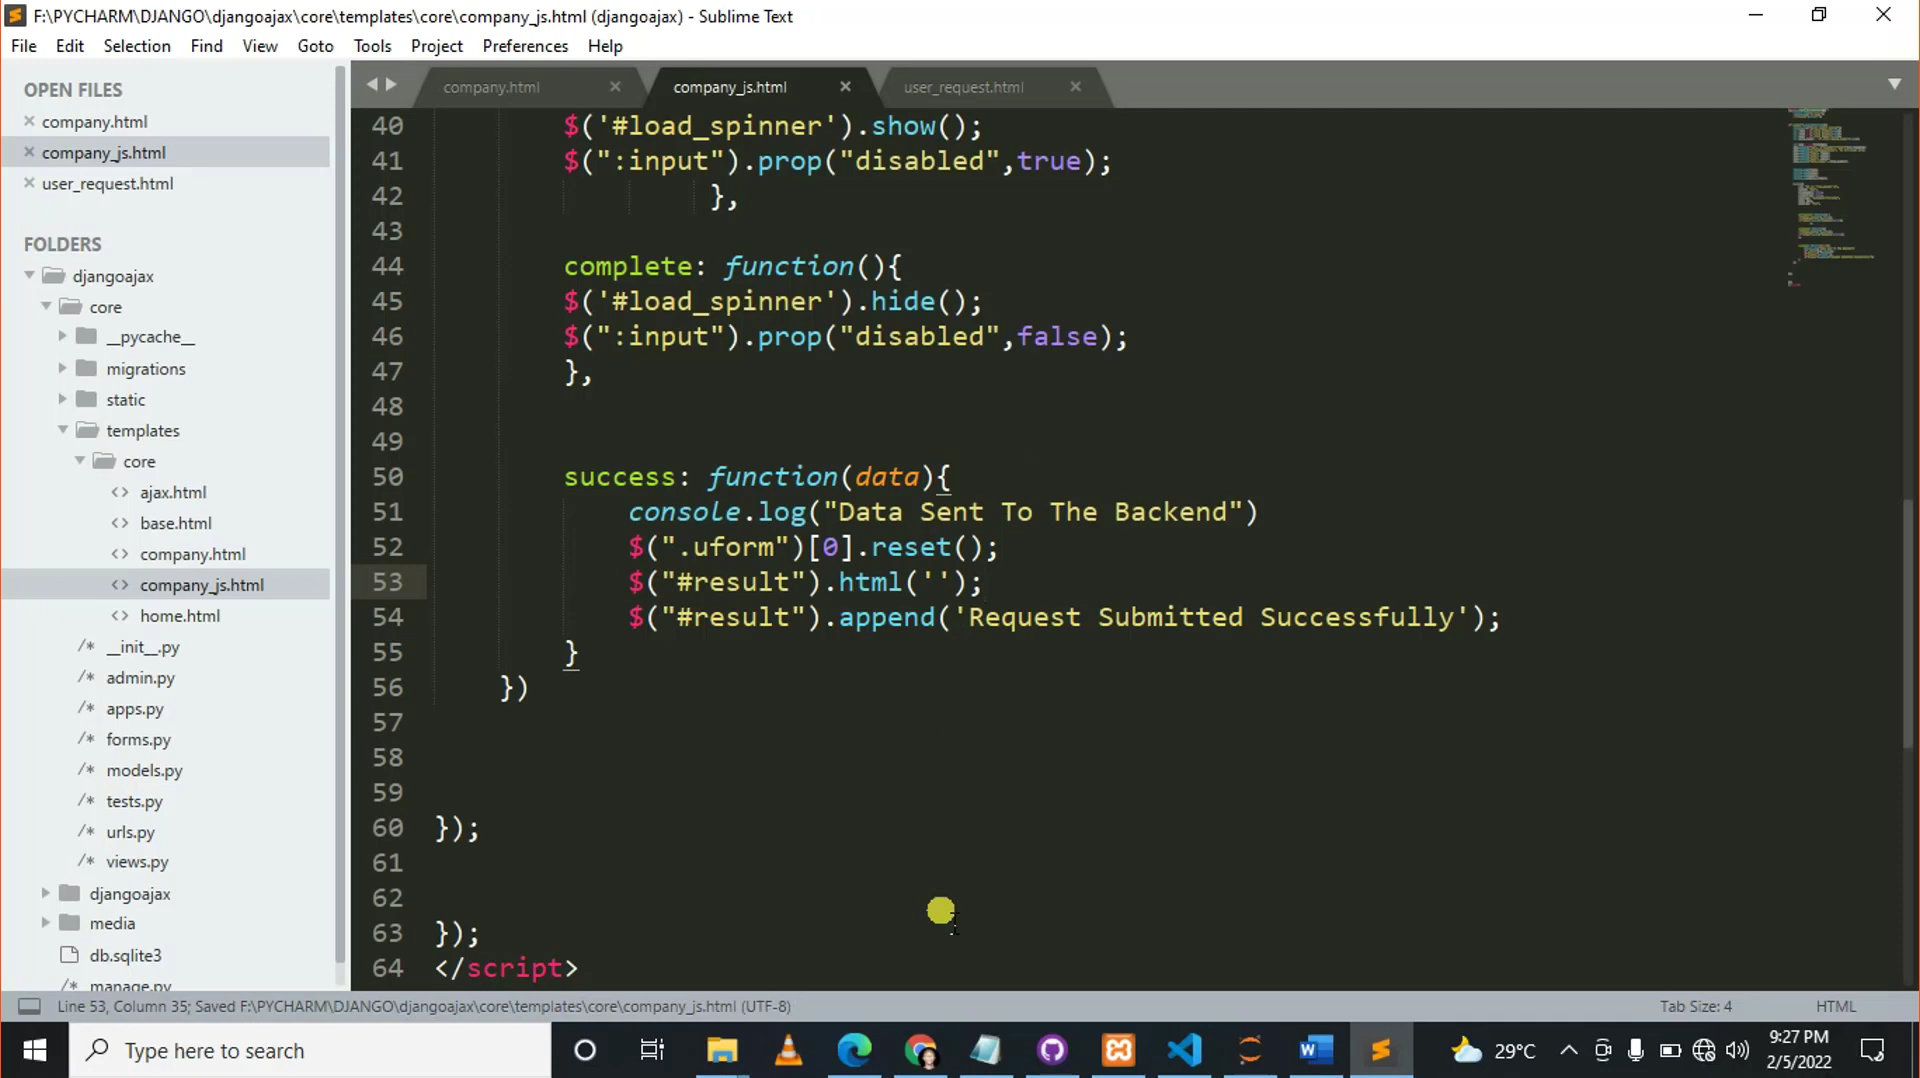 F:\PYCHARM\DJANGO\djangoajax\core\templates\core\company_js.html (djangoajax) - Sublime Text
File Edit Selection Find View Goto Tools Project Preferences Help
OPEN FILES
company.html
company_js.html
user_request.html
FOLDERS
djangoajax
core
__pycache__
migrations
static
templates
core
ajax.html
base.html
company.html
company_js.html
home.html
__init__.py
admin.py
apps.py
forms.py
models.py
tests.py
urls.py
views.py
djangoajax
media
db.sqlite3
manage.py
company.html company_js.html user_request.html
40 $('#load_spinner').show();
41 $(":input").prop("disabled",true);
42 },
43
44 complete: function(){
45 $('#load_spinner').hide();
46 $(":input").prop("disabled",false);
47 },
48
49
50 success: function(data){
51 console.log("Data Sent To The Backend")
52 $(".uform")[0].reset();
53 $("#result").html('');
54 $("#result").append('Request Submitted Successfully');
55 }
56 })
57
58
59
60 });
61
62
63 });
64 </script>
Line 53, Column 35; Saved F:\PYCHARM\DJANGO\djangoajax\core\templates\core\company_js.html (UTF-8) Tab Size: 4 HTML
Type here to search 29°C 9:27 PM
2/5/2022